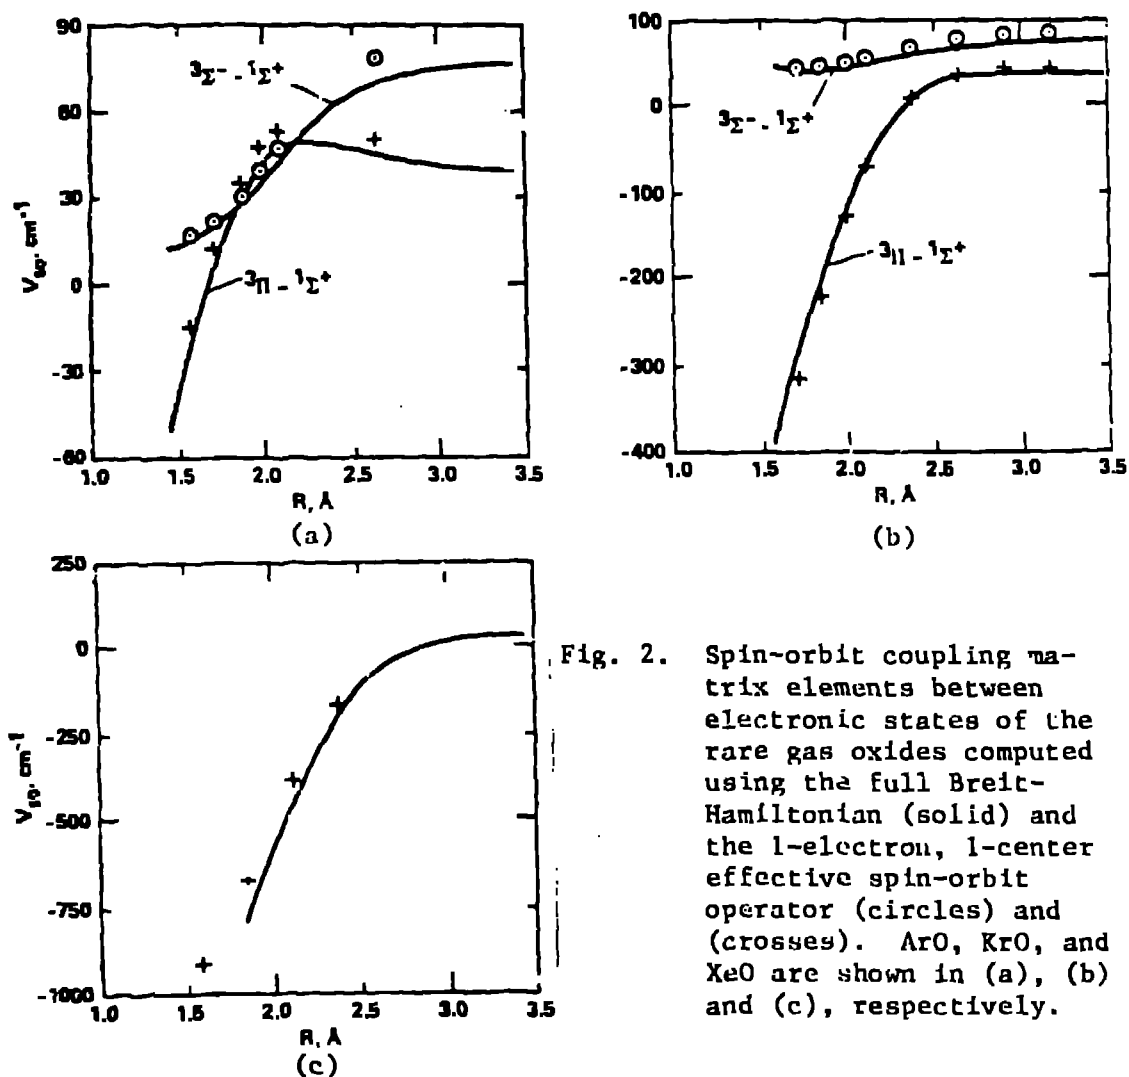 90
60
30
0
-30
-60
V_so, cm⁻¹
³Σ⁻ - ¹Σ⁺
³Π - ¹Σ⁺
1.0 1.5 2.0 2.5 3.0 3.5
R, Å
(a)
100
0
-100
-200
-300
-400
³Σ⁻ - ¹Σ⁺
³Π - ¹Σ⁺
1.0 1.5 2.0 2.5 3.0 3.5
R, Å
(b)
250
0
-250
-500
-750
-1000
V_so, cm⁻¹
1.0 1.5 2.0 2.5 3.0 3.5
R, Å
(c)
Fig. 2. Spin-orbit coupling ma-
trix elements between
electronic states of the
rare gas oxides computed
using the full Breit-
Hamiltonian (solid) and
the 1-electron, 1-center
effective spin-orbit
operator (circles) and
(crosses). ArO, KrO, and
XeO are shown in (a), (b)
and (c), respectively.